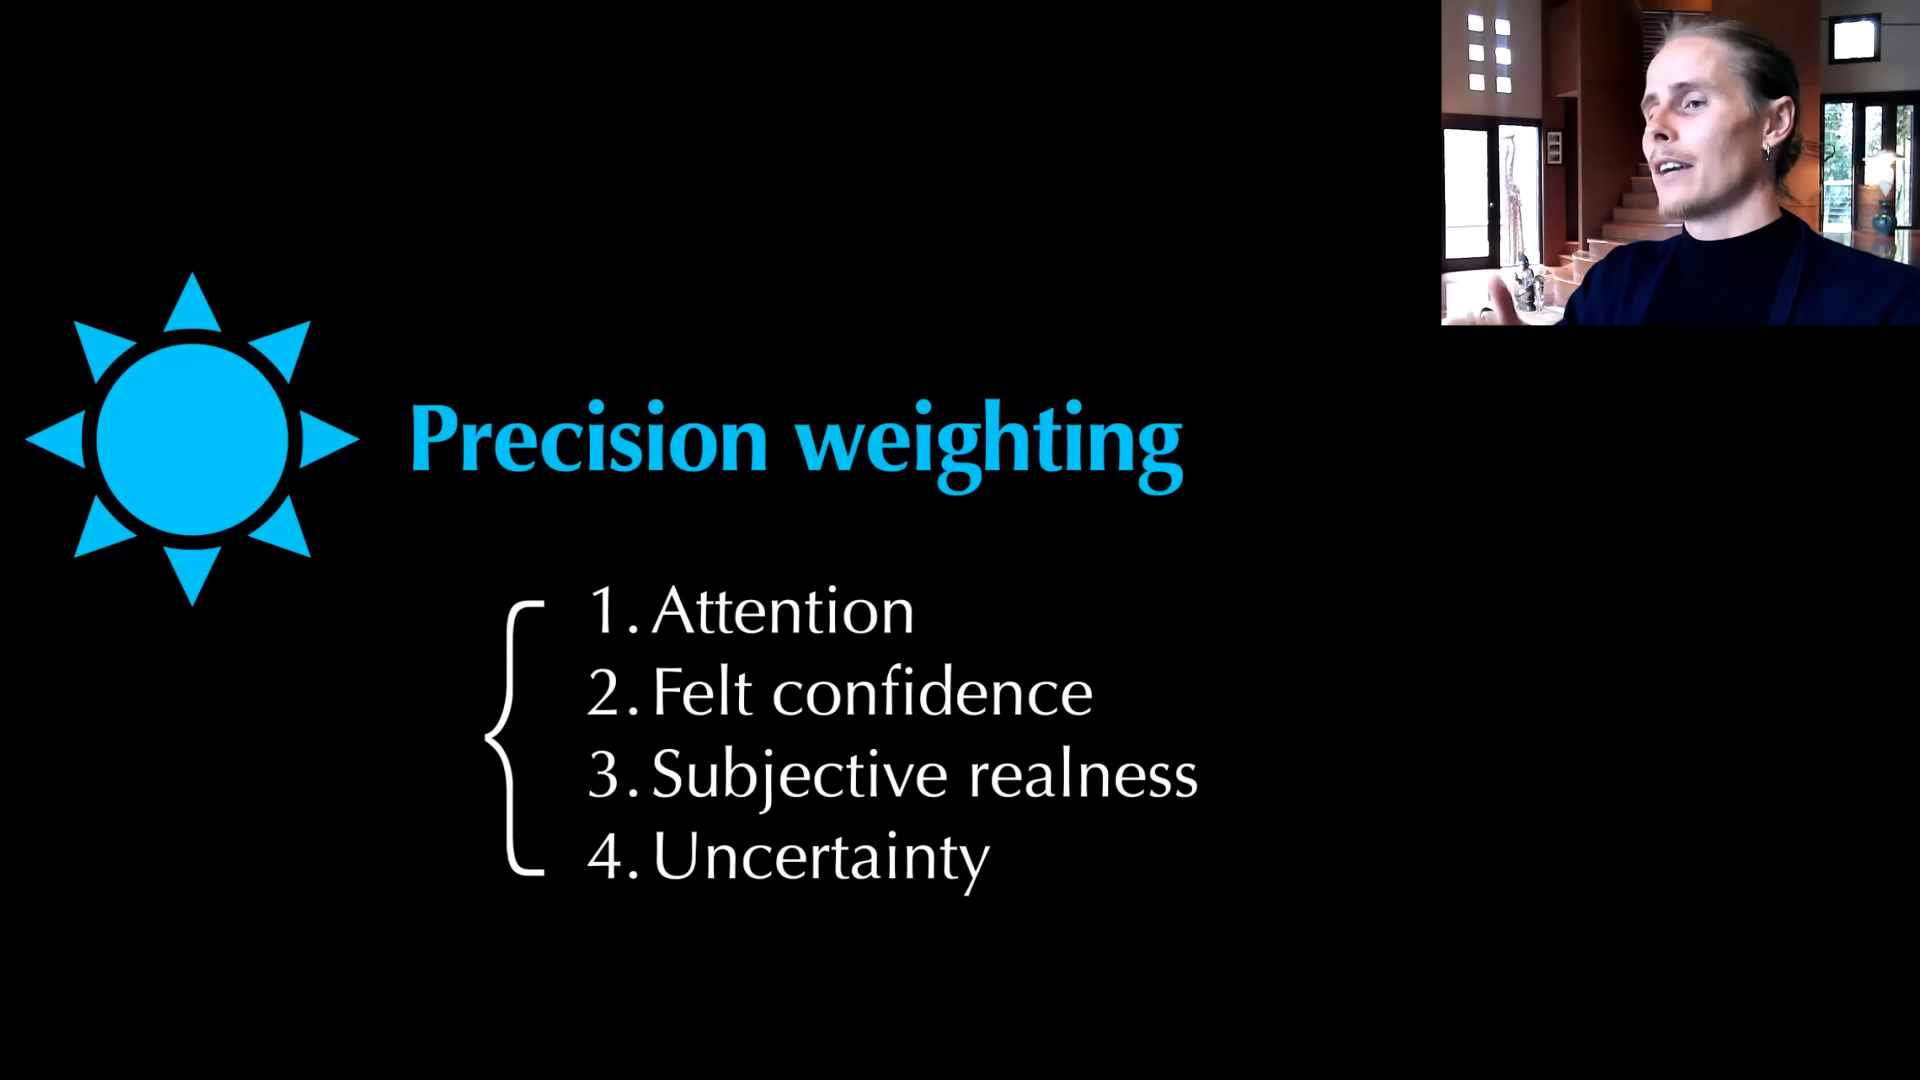 Precision weighting
1. Attention
2. Felt confidence
3. Subjective realness
4. Uncertainty